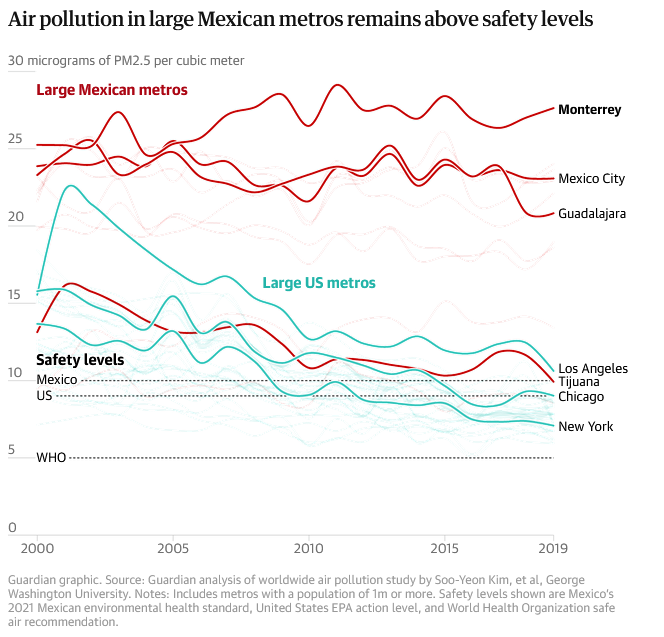 Air pollution in large Mexican metros remains above safety levels
30 micrograms of PM2.5 per cubic meter
Large Mexican metros
Monterrey
25
Mexico City
Guadalajara
20
Large US metros
15
Safety levels
Los Angeles
10
Mexico
Tijuana
US
Chicago
New York
5
WHO
0
2000 2005 2010 2015 2019
Guardian graphic. Source: Guardian analysis of worldwide air pollution study by Soo-Yeon Kim, et al, George
Washington University. Notes: Includes metros with a population of 1m or more. Safety levels shown are Mexico's
2021 Mexican environmental health standard, United States EPA action level, and World Health Organization safe
air recommendation.